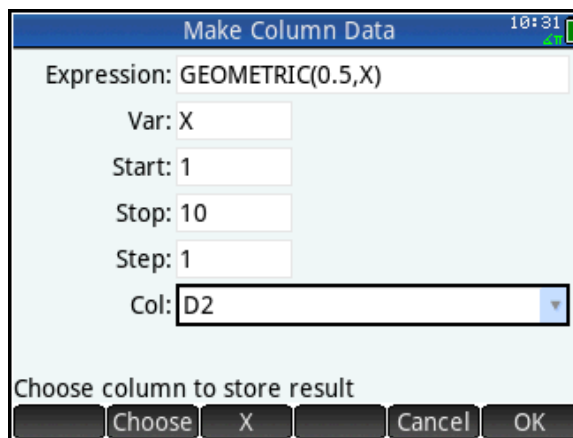 Make Column Data 10:31
∡π
Expression: GEOMETRIC(0.5,X)
Var: X
Start: 1
Stop: 10
Step: 1
Col: D2
Choose column to store result
Choose X Cancel OK